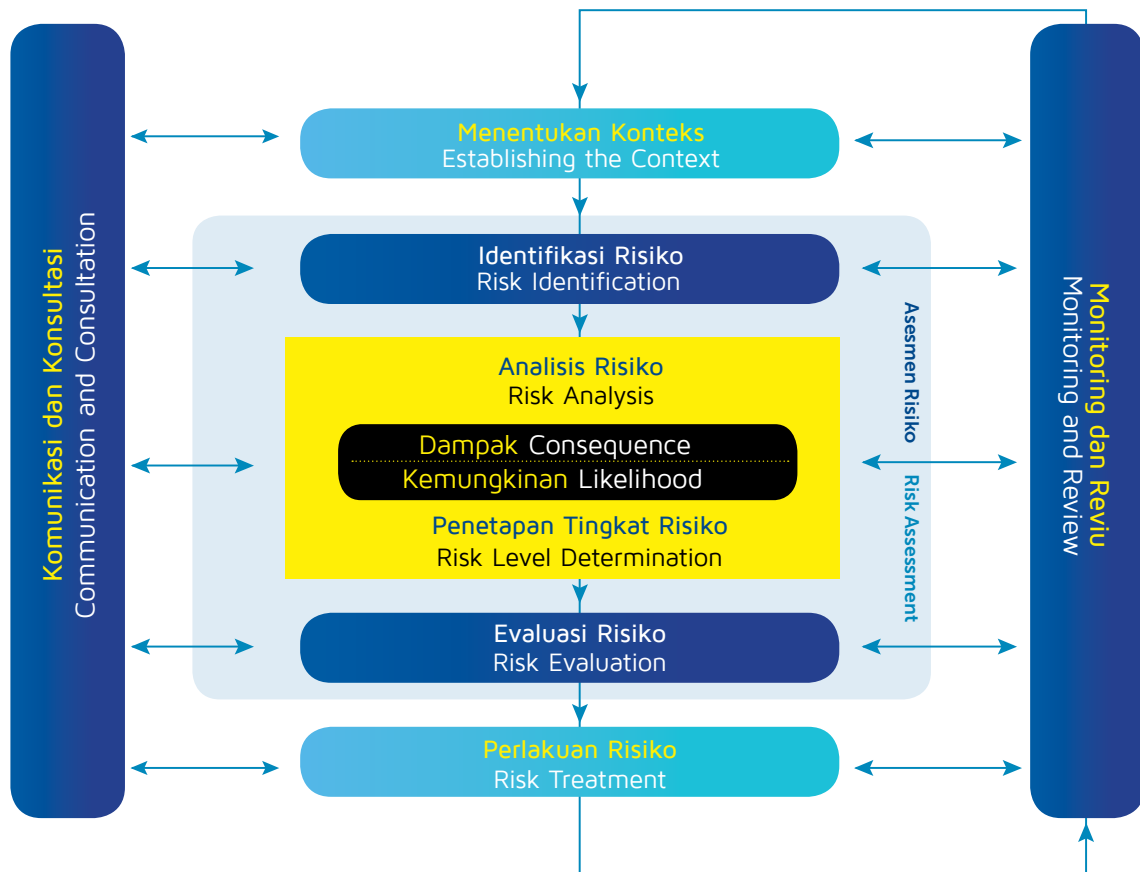 Komunikasi dan Konsultasi
Communication and Consultation
Menentukan Konteks
Establishing the Context
Identifikasi Risiko
Risk Identification
Analisis Risiko
Risk Analysis
Dampak Consequence
Kemungkinan Likelihood
Penetapan Tingkat Risiko
Risk Level Determination
Evaluasi Risiko
Risk Evaluation
Asesmen Risiko Risk Assessment
Perlakuan Risiko
Risk Treatment
Monitoring dan Reviu
Monitoring and Review